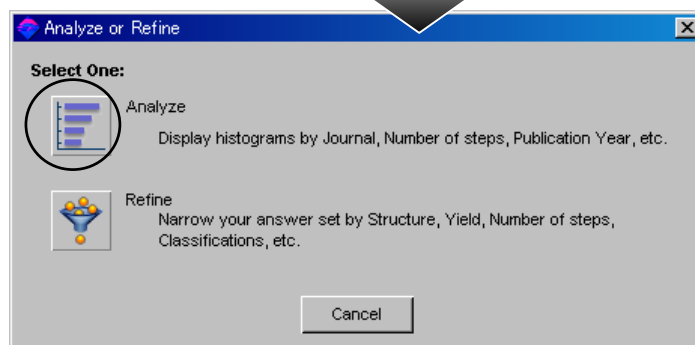 Analyze or Refine
Select One:
Analyze
Display histograms by Journal, Number of steps, Publication Year, etc.
Refine
Narrow your answer set by Structure, Yield, Number of steps,
Classifications, etc.
Cancel